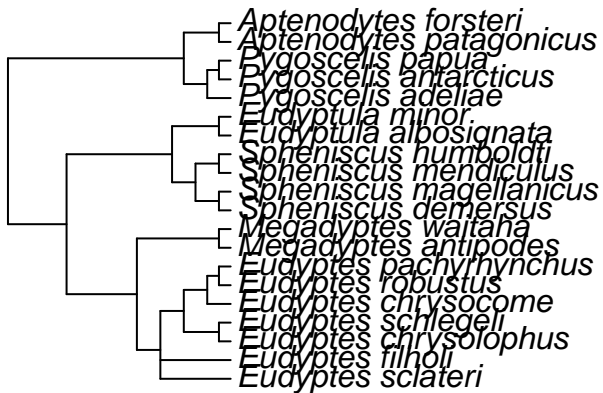 Aptenodytes forsteri
Aptenodytes patagonicus
Pygoscelis papua
Pygoscelis antarcticus
Pygoscelis adeliae
Eudyptula minor
Eudyptula albosignata
Spheniscus humboldti
Spheniscus mendiculus
Spheniscus magellanicus
Spheniscus demersus
Megadyptes waitaha
Megadyptes antipodes
Eudyptes pachyrhynchus
Eudyptes robustus
Eudyptes chrysocome
Eudyptes schlegeli
Eudyptes chrysolophus
Eudyptes filholi
Eudyptes sclateri